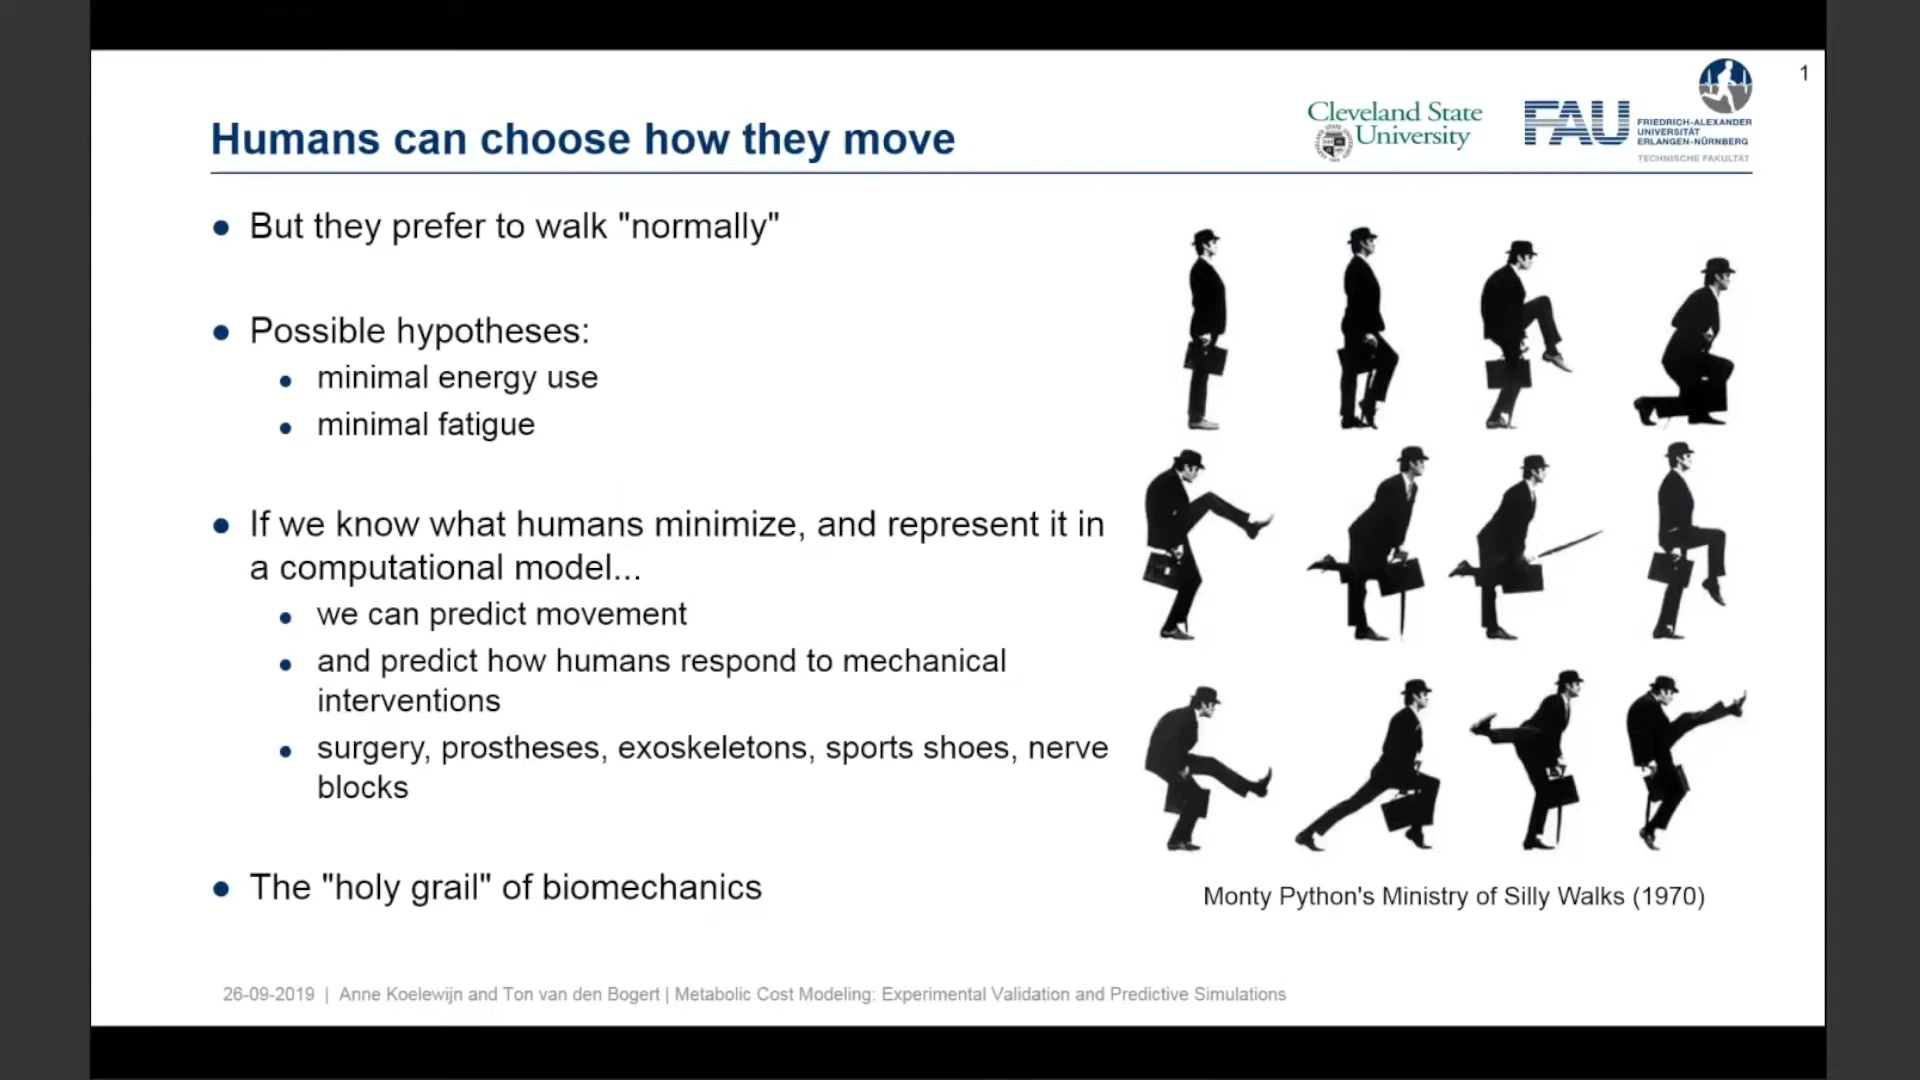 1
Humans can choose how they move
Cleveland State
University
FAU
FRIEDRICH-ALEXANDER
UNIVERSITÄT
ERLANGEN-NÜRNBERG
TECHNISCHE FAKULTÄT
But they prefer to walk "normally"
Possible hypotheses:
minimal energy use
minimal fatigue
If we know what humans minimize, and represent it in
a computational model...
we can predict movement
and predict how humans respond to mechanical
interventions
surgery, prostheses, exoskeletons, sports shoes, nerve
blocks
The "holy grail" of biomechanics
Monty Python's Ministry of Silly Walks (1970)
26-09-2019 | Anne Koelewijn and Ton van den Bogert | Metabolic Cost Modeling: Experimental Validation and Predictive Simulations